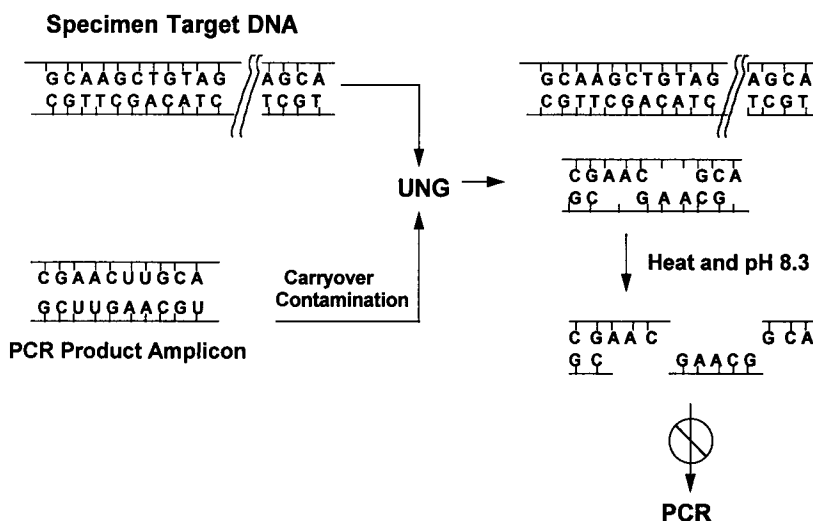 Specimen Target DNA
GCAAGCTGTAG AGCA
CGTTCGACATC TCGT
UNG
GCAAGCTGTAG AGCA
CGTTCGACATC TCGT
CGAAC GCA
GC GAACG
Heat and pH 8.3
CGAACUUGCA
GCUUGAACGU
Carryover
Contamination
PCR Product Amplicon
CGAAC GCA
GC GAACG
PCR